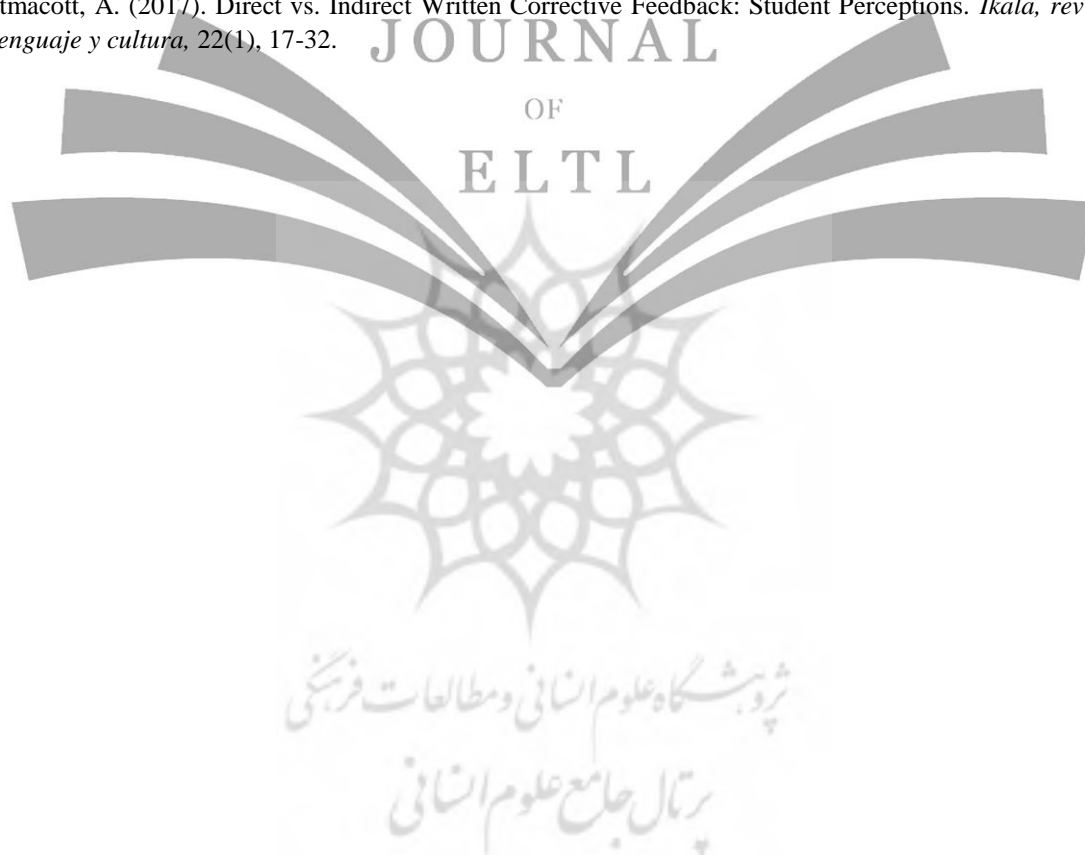 tmacott, A. (2017). Direct vs. Indirect Written Corrective Feedback: Student Perceptions. Ikala, rev
enguaje y cultura, 22(1), 17-32.
JOURNAL
OF
ELTL
پژوهشگاه علوم انسانی و مطالعات فرهنگی
پرتال جامع علوم انسانی